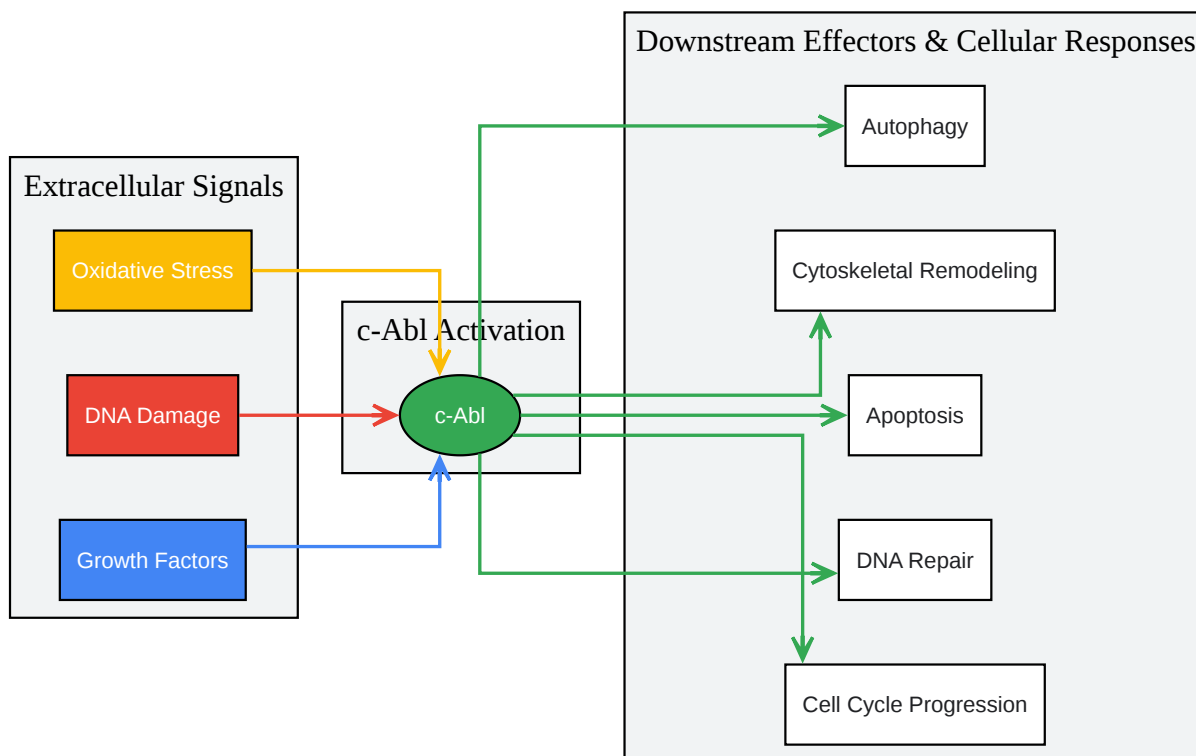 Extracellular Signals
Oxidative Stress
DNA Damage
Growth Factors
c-Abl Activation
c-Abl
Downstream Effectors & Cellular Responses
Autophagy
Cytoskeletal Remodeling
Apoptosis
DNA Repair
Cell Cycle Progression